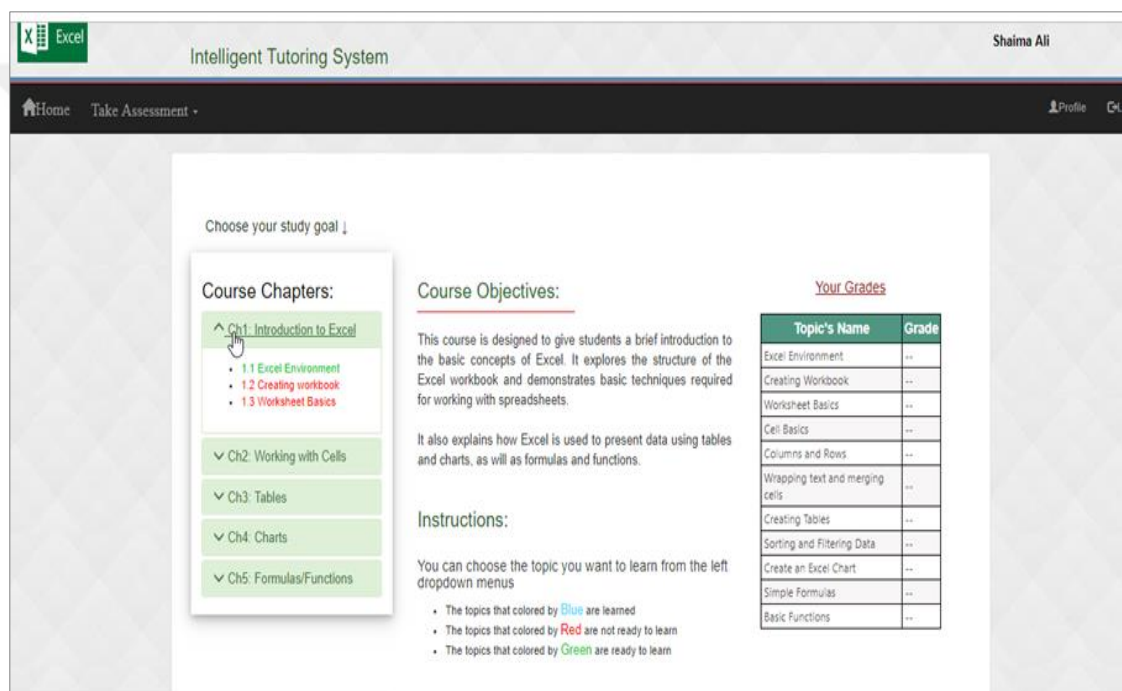 Excel
Shaima Ali
Intelligent Tutoring System
Home Take Assessment
Profile
Choose your study goal ↓
Course Chapters:
Ch1: Introduction to Excel
1.1 Excel Environment
1.2 Creating workbook
1.3 Worksheet Basics
Ch2: Working with Cells
Ch3: Tables
Ch4: Charts
Ch5: Formulas/Functions
Course Objectives:
This course is designed to give students a brief introduction to
the basic concepts of Excel. It explores the structure of the
Excel workbook and demonstrates basic techniques required
for working with spreadsheets.
It also explains how Excel is used to present data using tables
and charts, as will as formulas and functions.
Instructions:
You can choose the topic you want to learn from the left
dropdown menus
• The topics that colored by Blue are learned
• The topics that colored by Red are not ready to learn
• The topics that colored by Green are ready to learn
Your Grades
Topic's Name Grade
Excel Environment --
Creating Workbook --
Worksheet Basics --
Cell Basics --
Columns and Rows --
Wrapping text and merging
cells --
Creating Tables --
Sorting and Filtering Data --
Create an Excel Chart --
Simple Formulas --
Basic Functions --